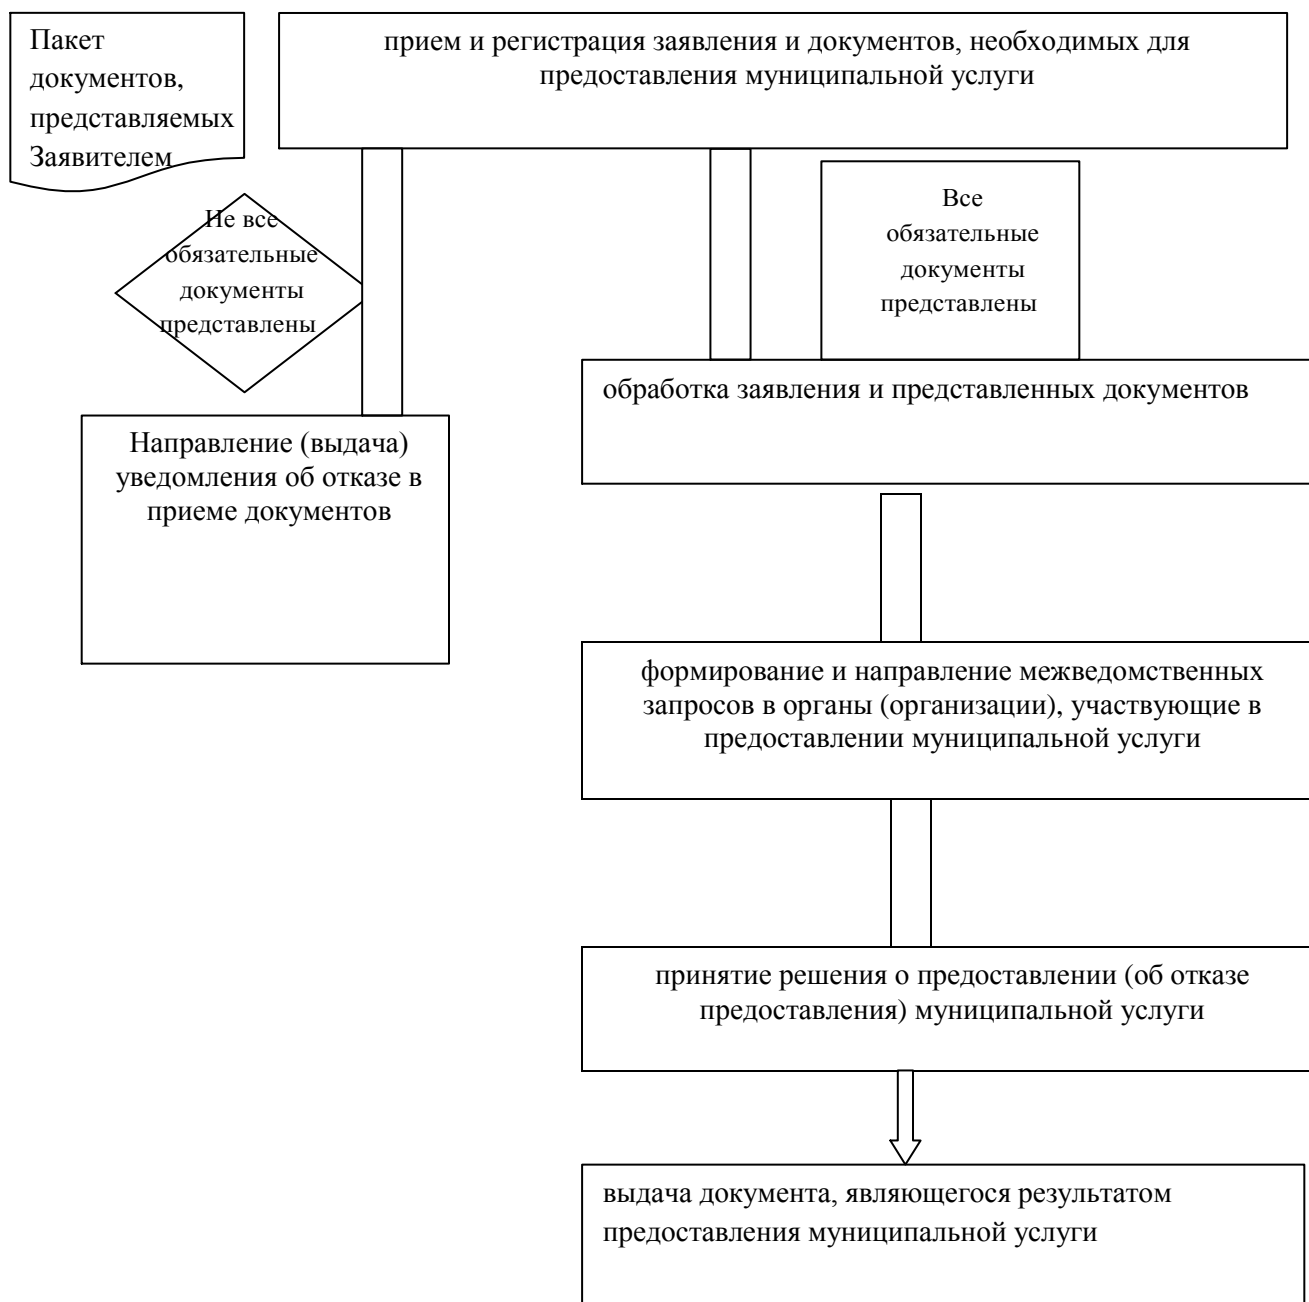 Пакет
документов,
представляемых
Заявителем
прием и регистрация заявления и документов, необходимых для
предоставления муниципальной услуги
Не все
обязательные
документы
представлены
Все
обязательные
документы
представлены
обработка заявления и представленных документов
Направление (выдача)
уведомления об отказе в
приеме документов
формирование и направление межведомственных
запросов в органы (организации), участвующие в
предоставлении муниципальной услуги
принятие решения о предоставлении (об отказе
предоставления) муниципальной услуги
выдача документа, являющегося результатом
предоставления муниципальной услуги